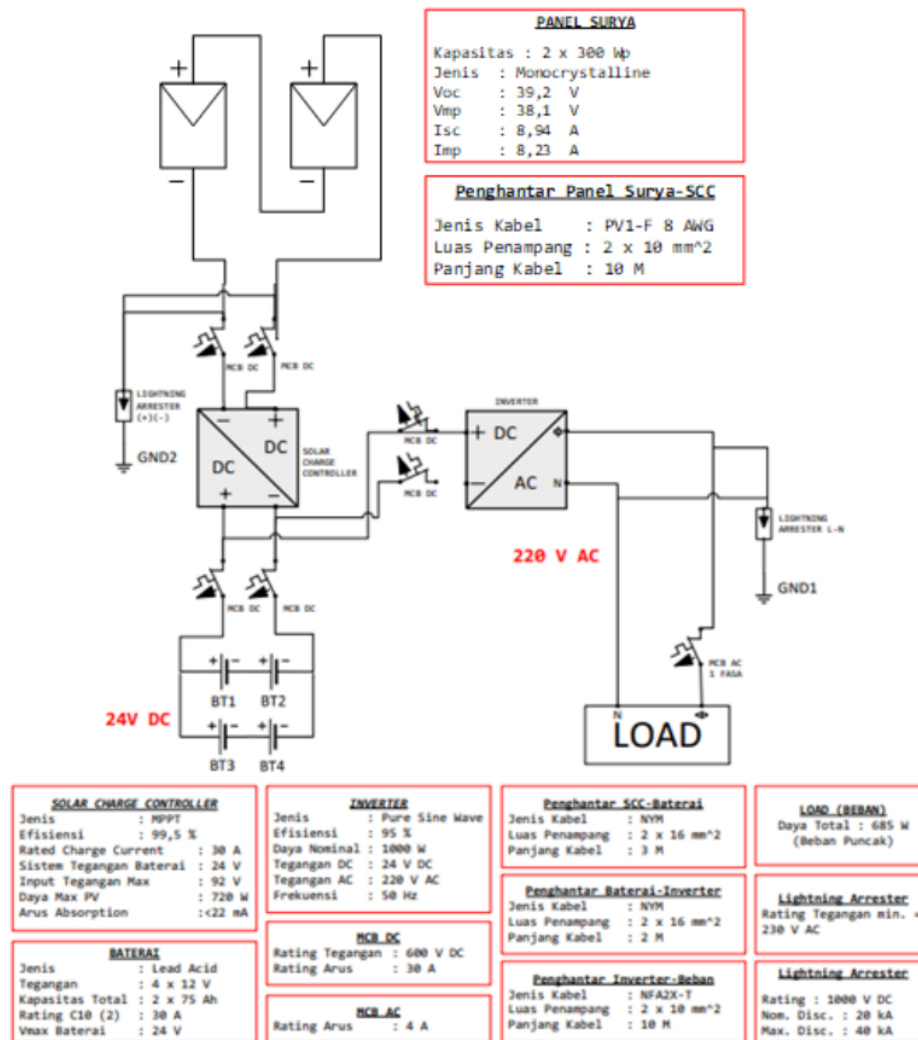 PANEL SURYA
Kapasitas : 2 x 300 Wp
Jenis : Monocrystalline
Voc : 39,2 V
Vmp : 38,1 V
Isc : 8,94 A
Imp : 8,23 A
Penghantar Panel Surya-SCC
Jenis Kabel : PV1-F 8 AWG
Luas Penampang : 2 x 10 mm^2
Panjang Kabel : 10 M
+
+
−
−
MCB DC
MCB DC
LIGHTNING
ARRESTER
(+)(-)
GND2
−
+
DC
DC
+
−
SOLAR
CHARGE
CONTROLLER
MCB DC
MCB DC
INVERTER
+ DC
− AC N
220 V AC
LIGHTNING
ARRESTER L-N
GND1
MCB DC
MCB DC
+ −
+ −
BT1
BT2
24V DC
+ −
+ −
BT3
BT4
MCB AC
1 FASA
N
LOAD
SOLAR CHARGE CONTROLLER
Jenis : MPPT
Efisiensi : 99,5 %
Rated Charge Current : 30 A
Sistem Tegangan Baterai : 24 V
Input Tegangan Max : 92 V
Daya Max PV : 720 W
Arus Absorption :<22 mA
BATERAI
Jenis : Lead Acid
Tegangan : 4 x 12 V
Kapasitas Total : 2 x 75 Ah
Rating C10 (2) : 30 A
Vmax Baterai : 24 V
INVERTER
Jenis : Pure Sine Wave
Efisiensi : 95 %
Daya Nominal : 1000 W
Tegangan DC : 24 V DC
Tegangan AC : 220 V AC
Frekuensi : 50 Hz
MCB DC
Rating Tegangan : 600 V DC
Rating Arus : 30 A
MCB AC
Rating Arus : 4 A
Penghantar SCC-Baterai
Jenis Kabel : NYM
Luas Penampang : 2 x 16 mm^2
Panjang Kabel : 3 M
Penghantar Baterai-Inverter
Jenis Kabel : NYM
Luas Penampang : 2 x 16 mm^2
Panjang Kabel : 2 M
Penghantar Inverter-Beban
Jenis Kabel : NFA2X-T
Luas Penampang : 2 x 10 mm^2
Panjang Kabel : 10 M
LOAD (BEBAN)
Daya Total : 685 W
(Beban Puncak)
Lightning Arrester
Rating Tegangan min.
230 V AC
Lightning Arrester
Rating : 1000 V DC
Nom. Disc. : 20 kA
Max. Disc. : 40 kA